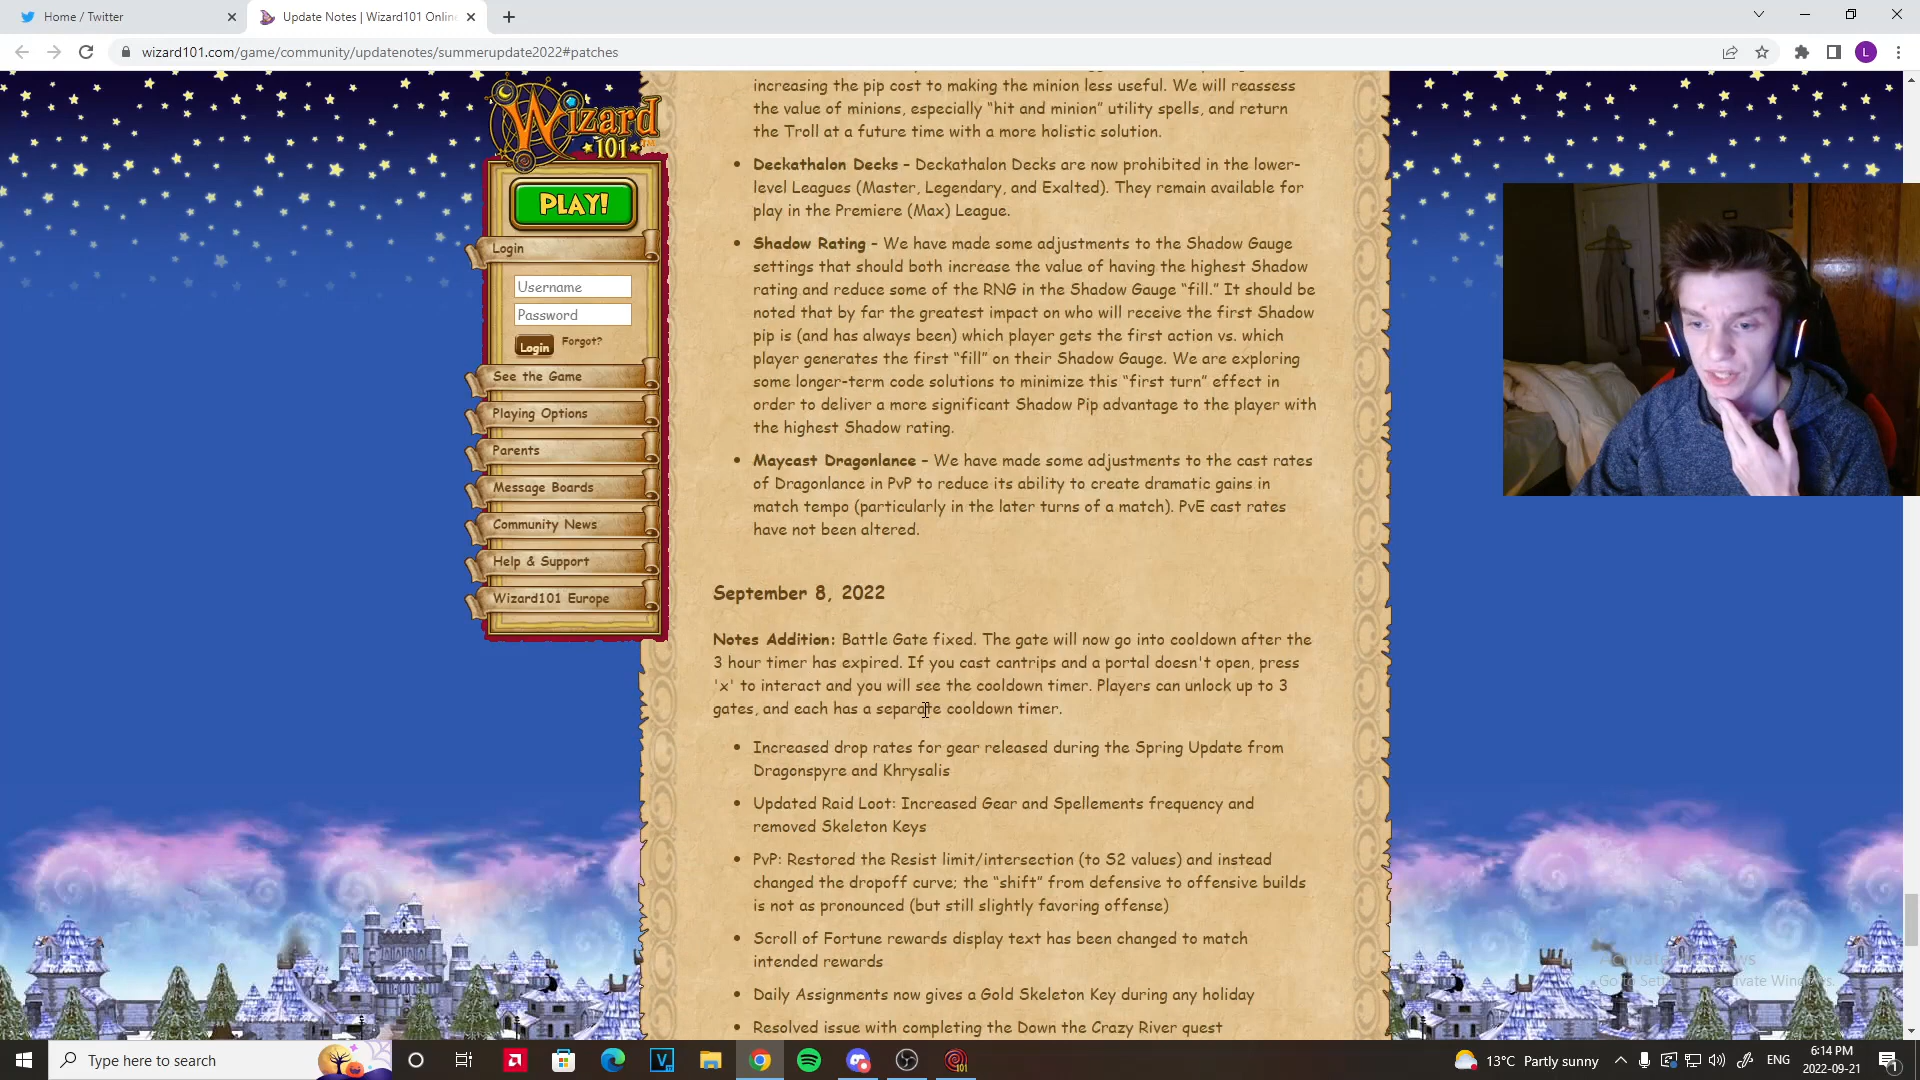 Home / Twitter
Update Notes | Wizard101 Online
wizard101.com/game/community/updatenotes/summerupdate2022#patches
L
Wizard
101
PLAY!
Login
Username
Password
Login Forgot?
See the Game
Playing Options
Parents
Message Boards
Community News
Help & Support
Wizard101 Europe
increasing the pip cost to making the minion less useful. We will reassess
the value of minions, especially “hit and minion” utility spells, and return
the Troll at a future time with a more holistic solution.
• Deckathalon Decks – Deckathalon Decks are now prohibited in the lower-
level Leagues (Master, Legendary, and Exalted). They remain available for
play in the Premiere (Max) League.
• Shadow Rating – We have made some adjustments to the Shadow Gauge
settings that should both increase the value of having the highest Shadow
rating and reduce some of the RNG in the Shadow Gauge “fill.” It should be
noted that by far the greatest impact on who will receive the first Shadow
pip is (and has always been) which player gets the first action vs. which
player generates the first “fill” on their Shadow Gauge. We are exploring
some longer-term code solutions to minimize this “first turn” effect in
order to deliver a more significant Shadow Pip advantage to the player with
the highest Shadow rating.
• Maycast Dragonlance – We have made some adjustments to the cast rates
of Dragonlance in PvP to reduce its ability to create dramatic gains in
match tempo (particularly in the later turns of a match). PvE cast rates
have not been altered.
September 8, 2022
Notes Addition: Battle Gate fixed. The gate will now go into cooldown after the
3 hour timer has expired. If you cast cantrips and a portal doesn't open, press
'x' to interact and you will see the cooldown timer. Players can unlock up to 3
gates, and each has a separate cooldown timer.
• Increased drop rates for gear released during the Spring Update from
Dragonspyre and Khrysalis
• Updated Raid Loot: Increased Gear and Spellements frequency and
removed Skeleton Keys
• PvP: Restored the Resist limit/intersection (to S2 values) and instead
changed the dropoff curve; the “shift” from defensive to offensive builds
is not as pronounced (but still slightly favoring offense)
• Scroll of Fortune rewards display text has been changed to match
intended rewards
• Daily Assignments now gives a Gold Skeleton Key during any holiday
• Resolved issue with completing the Down the Crazy River quest
Activate Windows
Go to Settings to activate Windows.
Type here to search
13°C Partly sunny
ENG
6:14 PM
2022-09-21
1